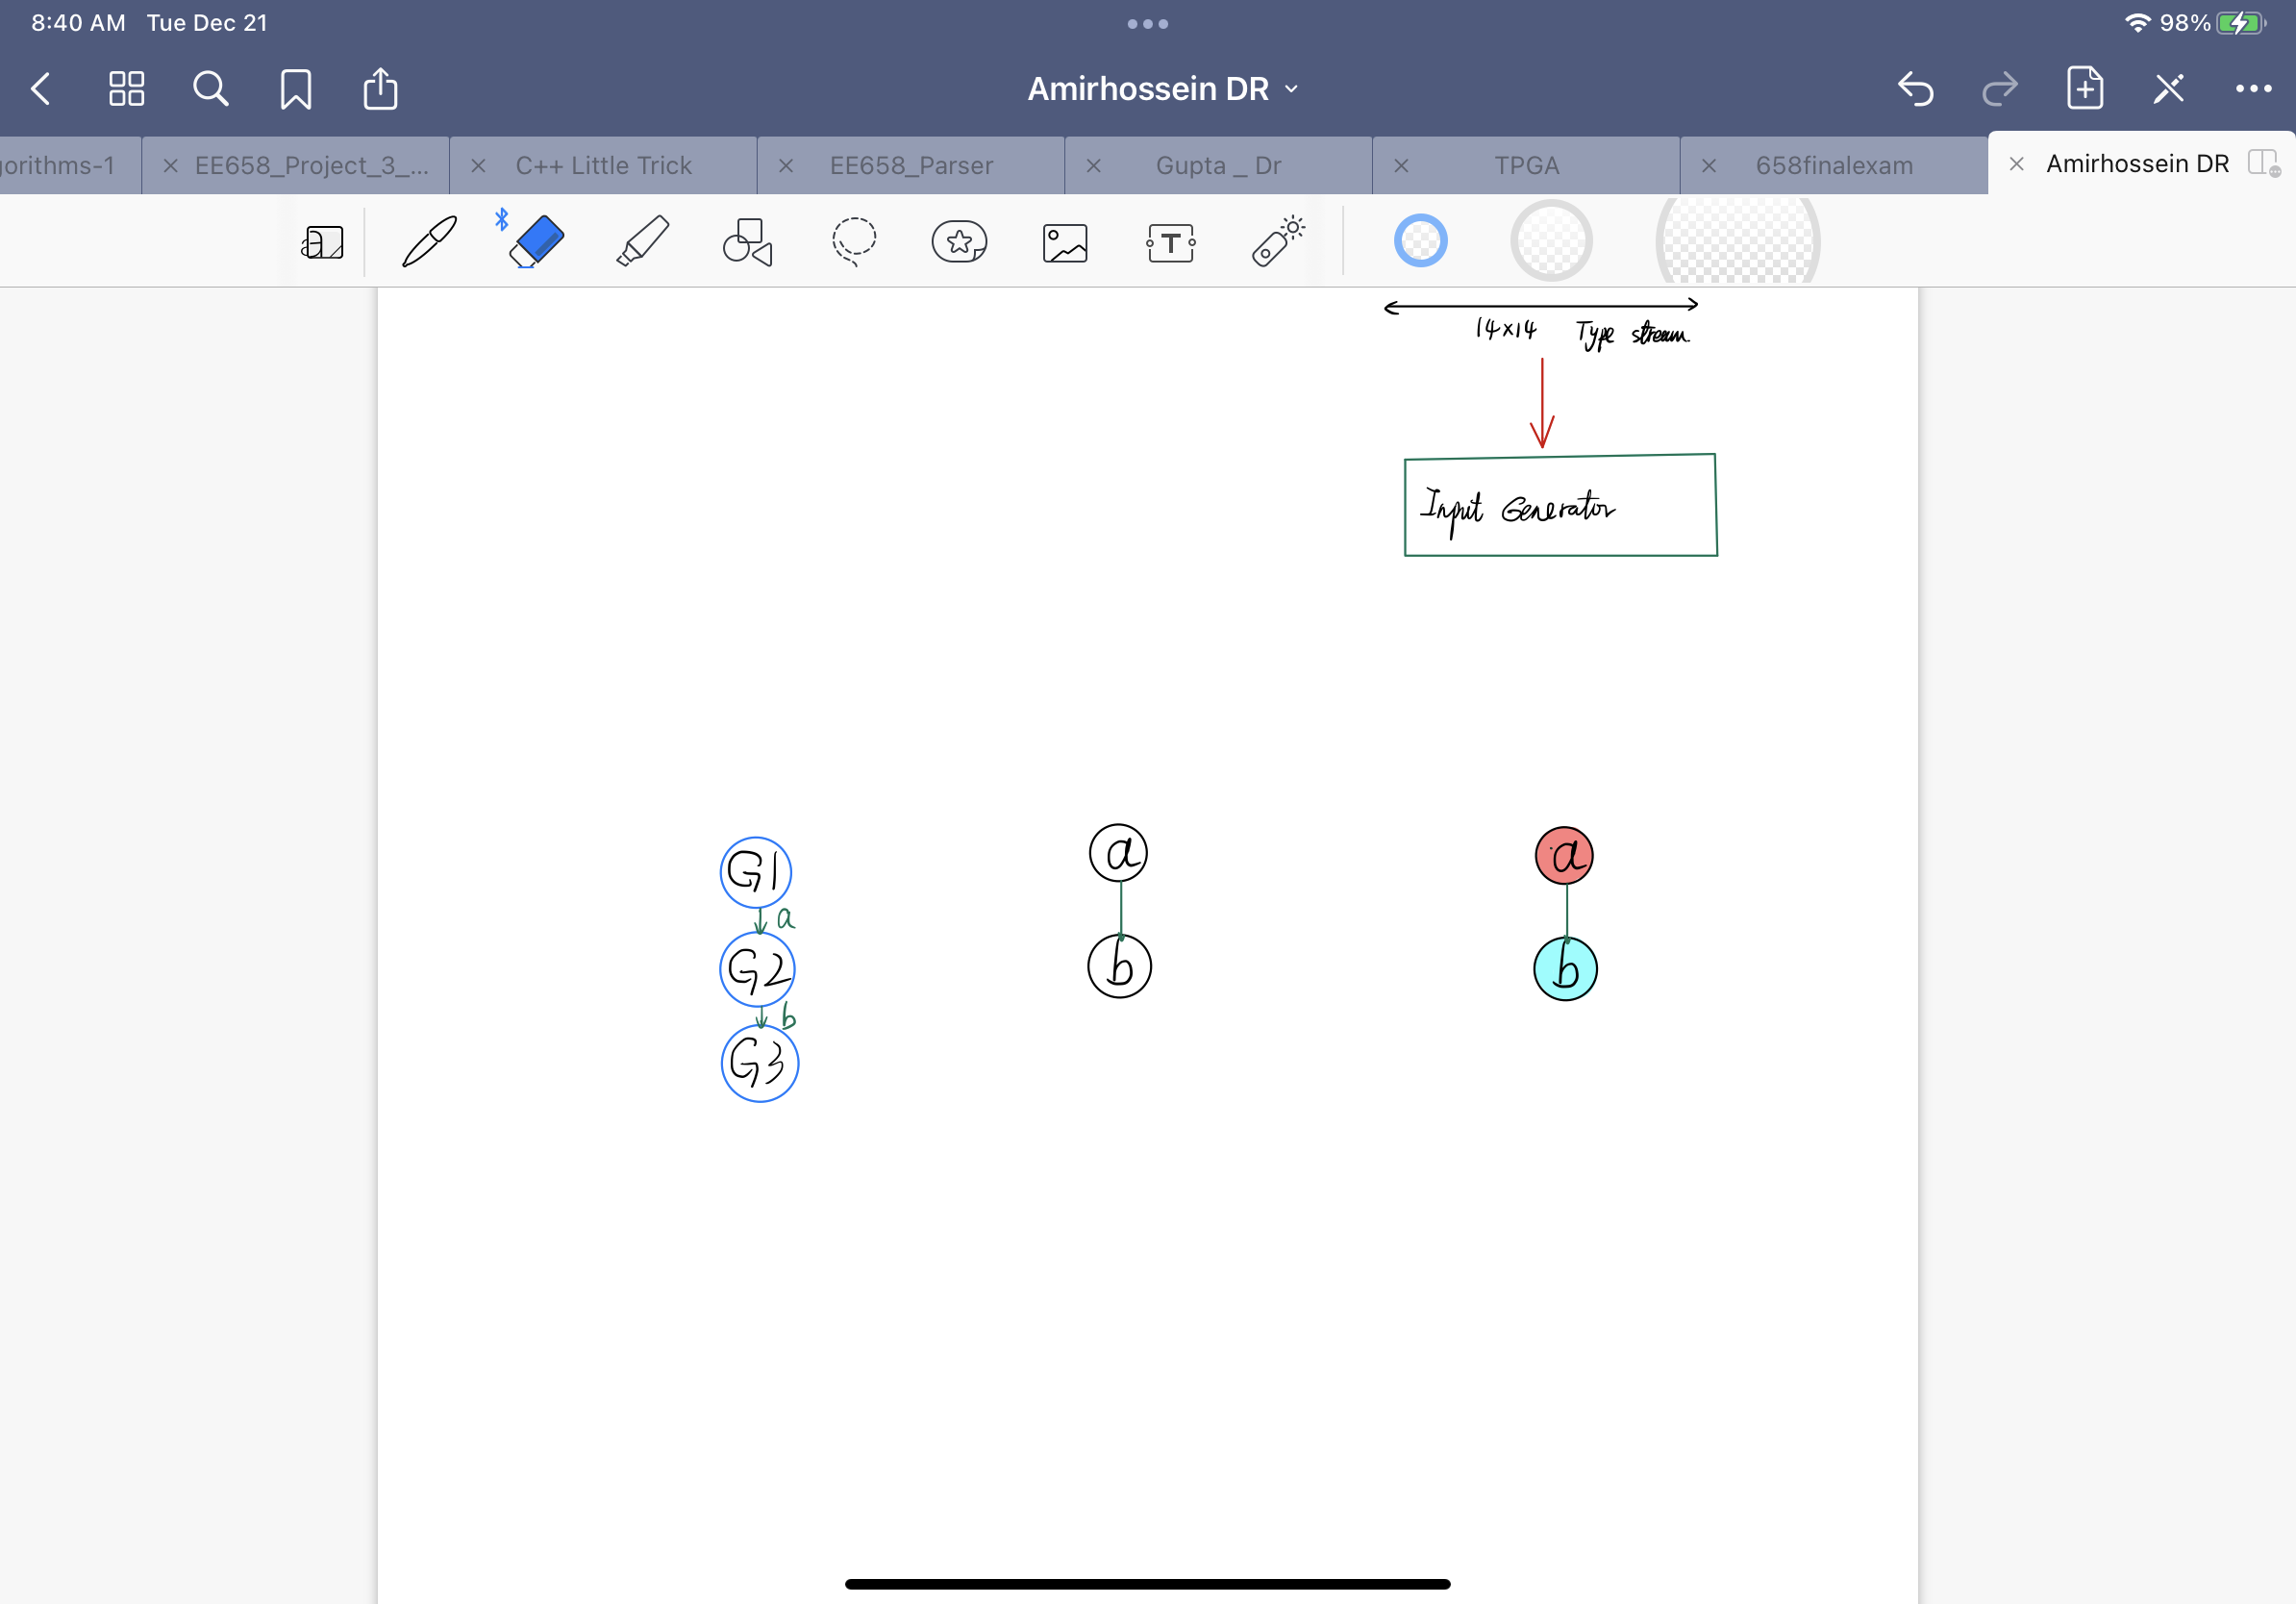 8:40 AM Tue Dec 21
98%
Amirhossein DR
gorithms-1
EE658_Project_3_...
C++ Little Trick
EE658_Parser
Gupta _ Dr
TPGA
658finalexam
Amirhossein DR
14x14 Type stream.
Input Generator
G1
a
G2
b
G3
a
b
a
b